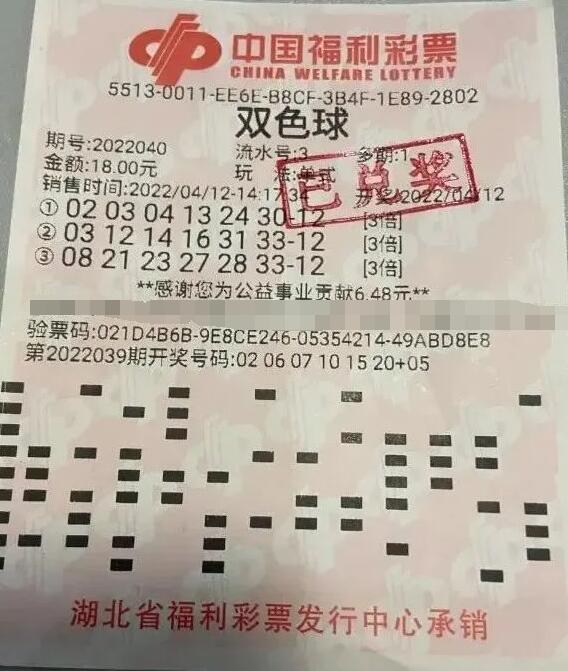 中国福利彩票
CHINA WELFARE LOTTERY
5513-0011-EE6E-B8CF-3B4F-1E89-2802
双色球
期号:2022040 流水号:3 多期:1
金额:18.00元 玩法:单式
销售时间:2022/04/12-14:17:34 开奖:2022/04/12
已兑奖
① 02 03 04 13 24 30-12 [3倍]
② 03 12 14 16 31 33-12 [3倍]
③ 08 21 23 27 28 33-12 [3倍]
**感谢您为公益事业贡献6.48元**
验票码:021D4B6B-9E8CE246-05354214-49ABD8E8
第2022039期开奖号码:02 06 07 10 15 20+05
湖北省福利彩票发行中心承销